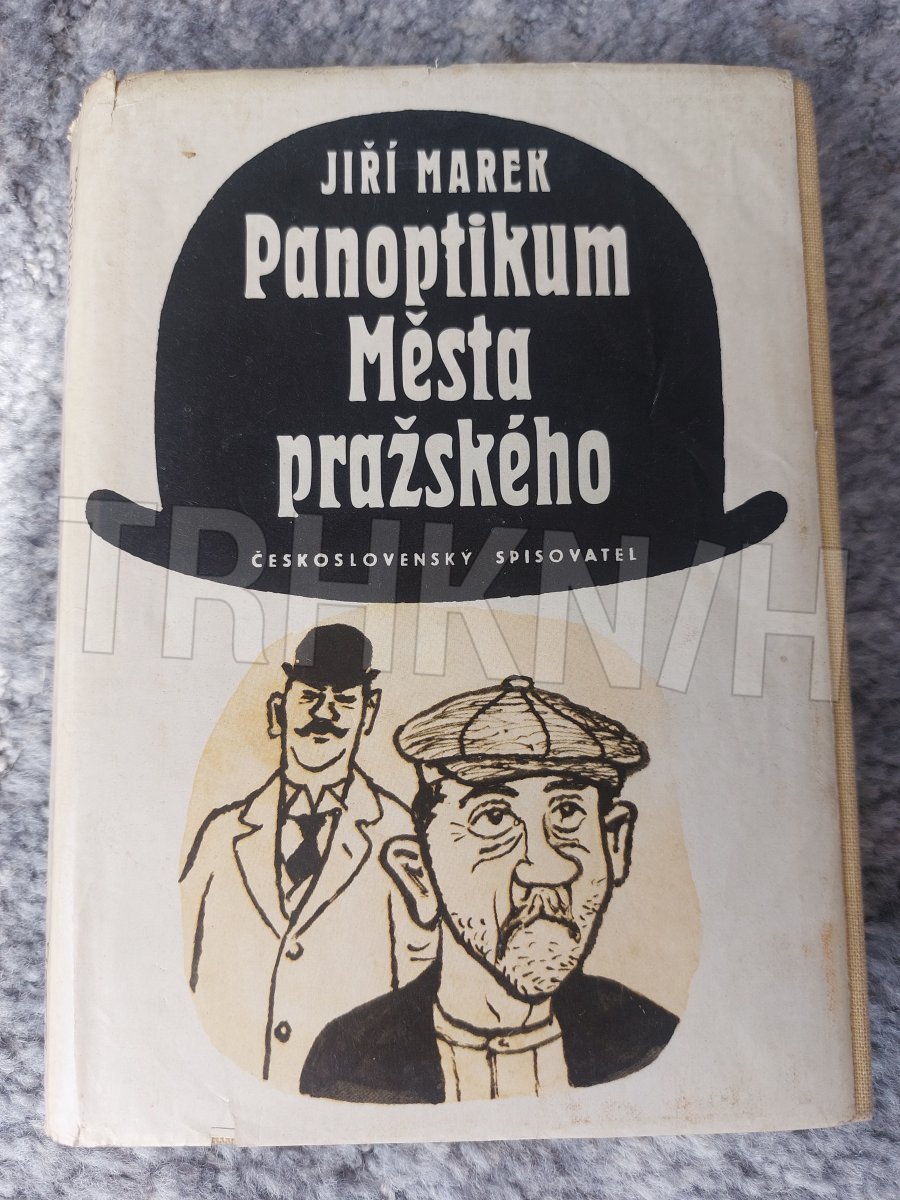 JIŘÍ MAREK
Panoptikum
Města
pražského
ČESKOSLOVENSKÝ SPISOVATEL
TRHKNIH